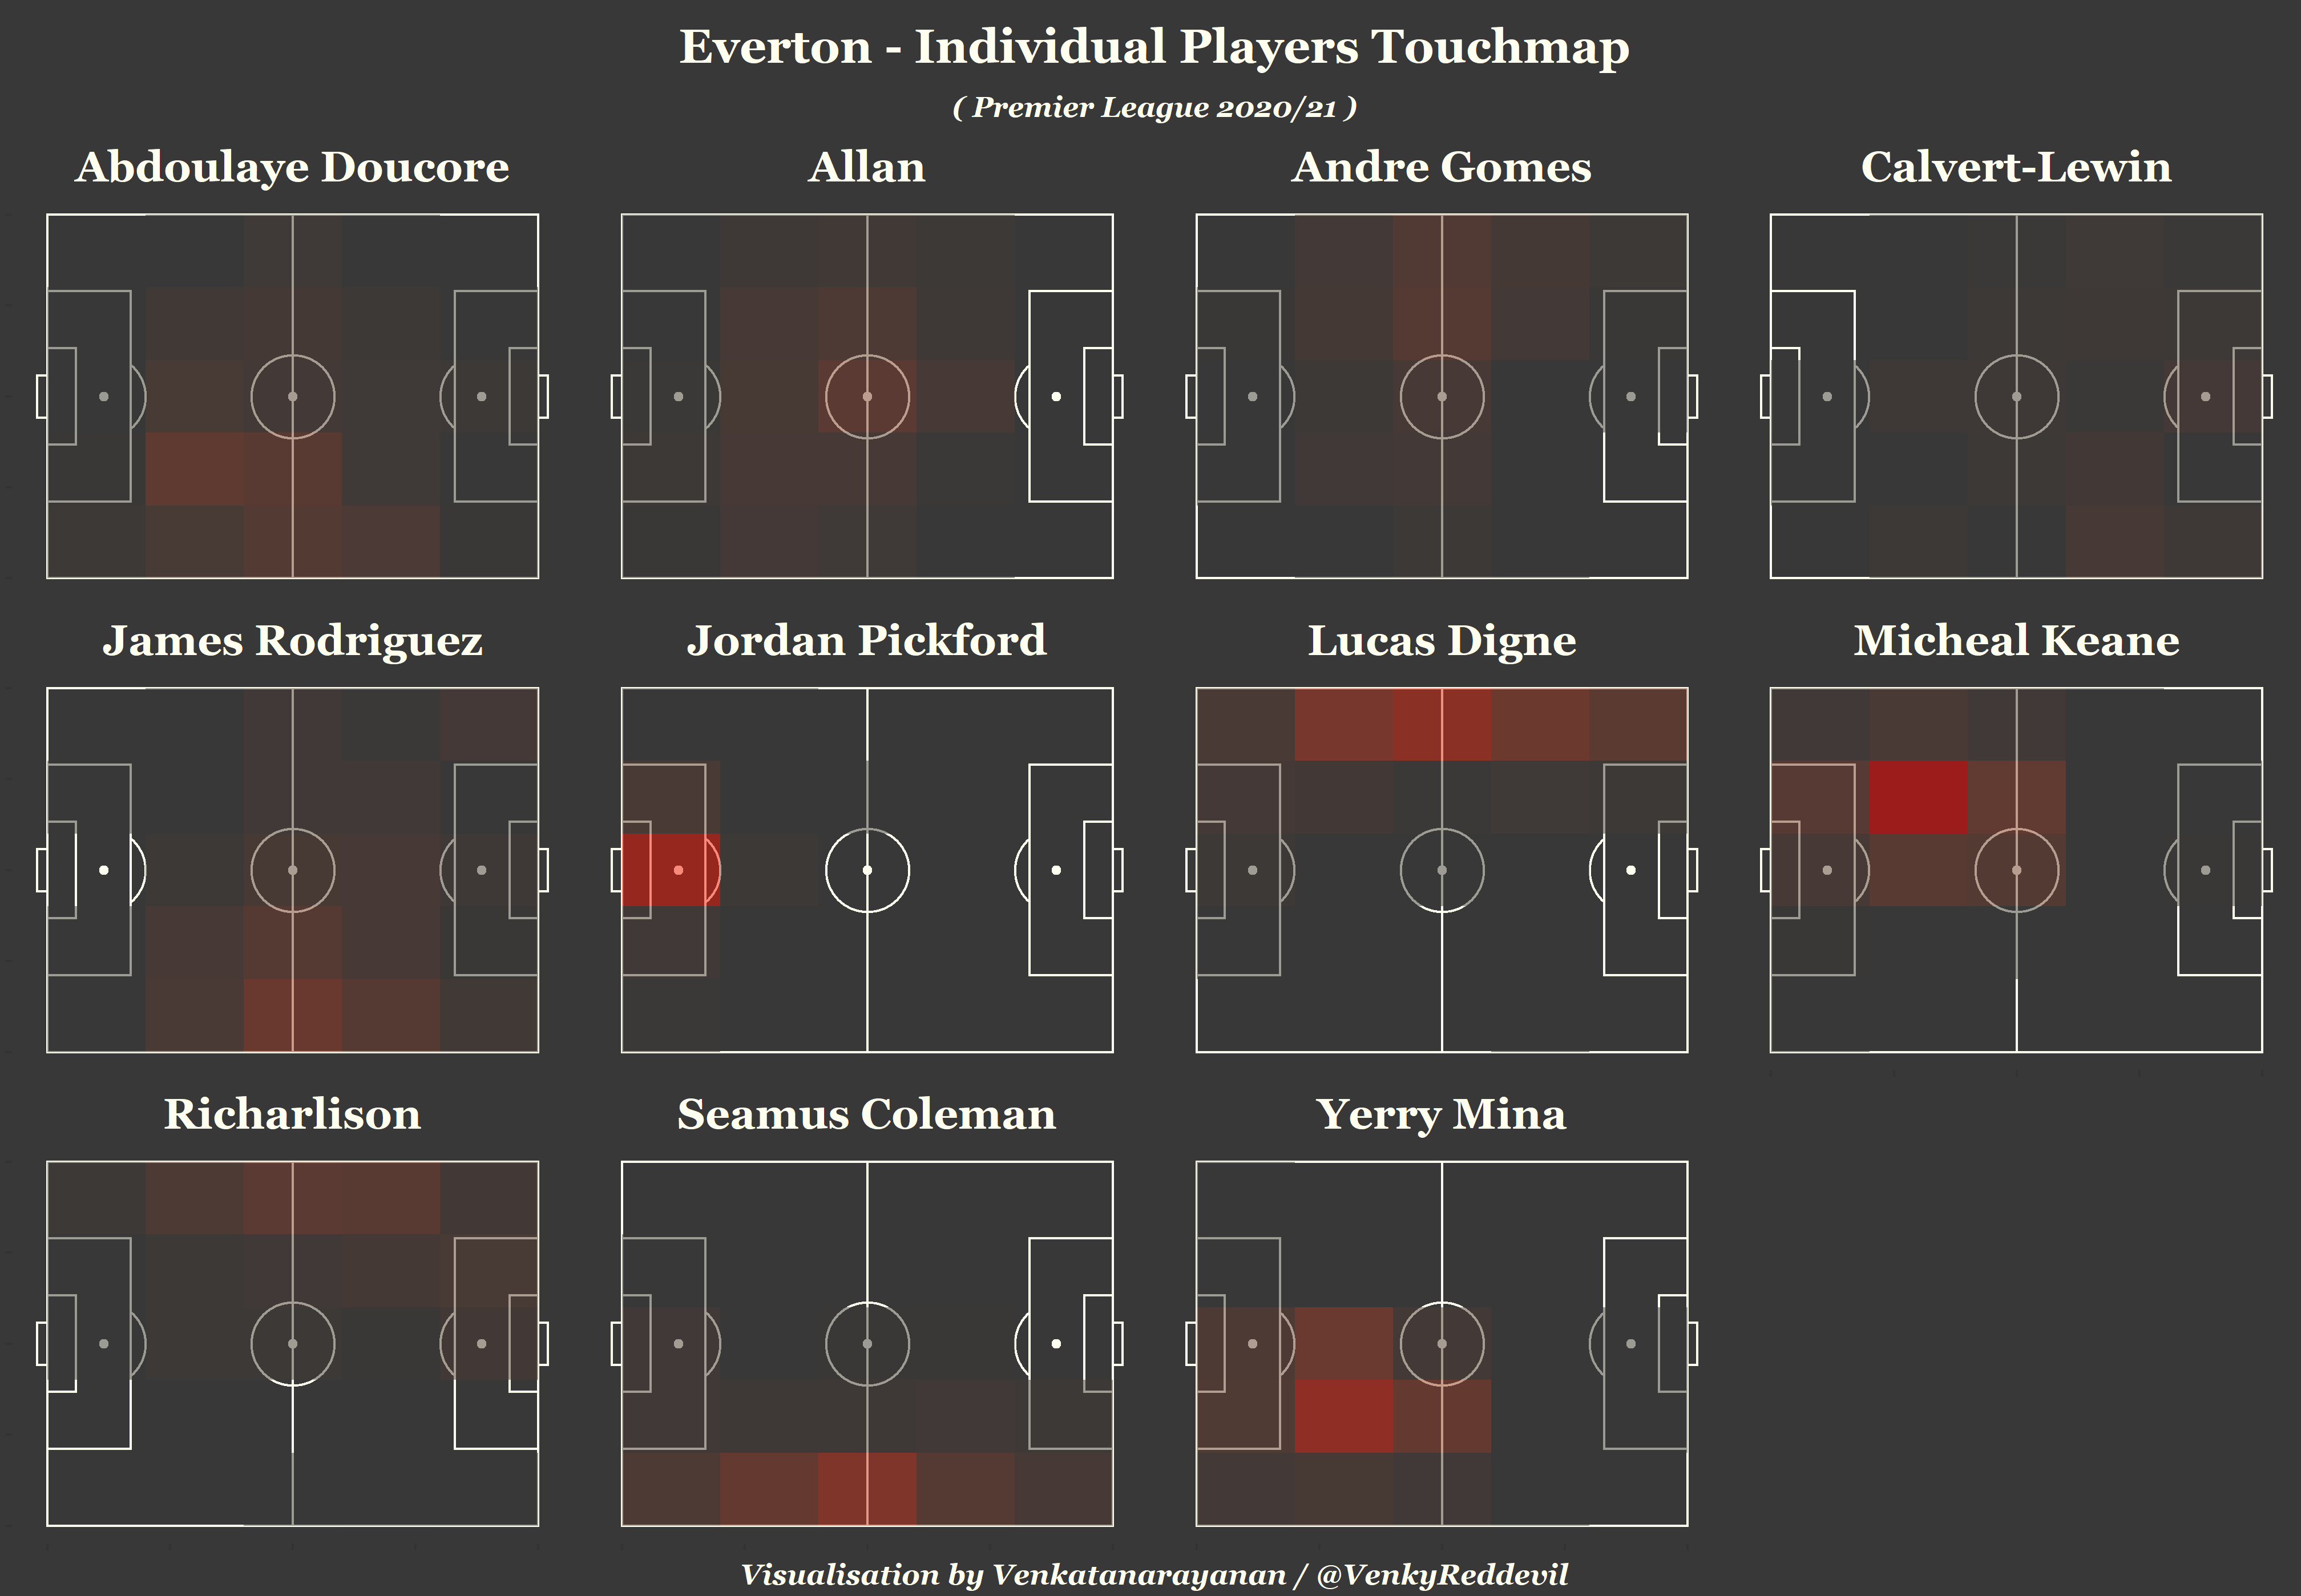 Everton - Individual Players Touchmap
( Premier League 2020/21 )
Abdoulaye Doucore
Allan
Andre Gomes
Calvert-Lewin
James Rodriguez
Jordan Pickford
Lucas Digne
Micheal Keane
Richarlison
Seamus Coleman
Yerry Mina
Visualisation by Venkatanarayanan / @VenkyReddevil